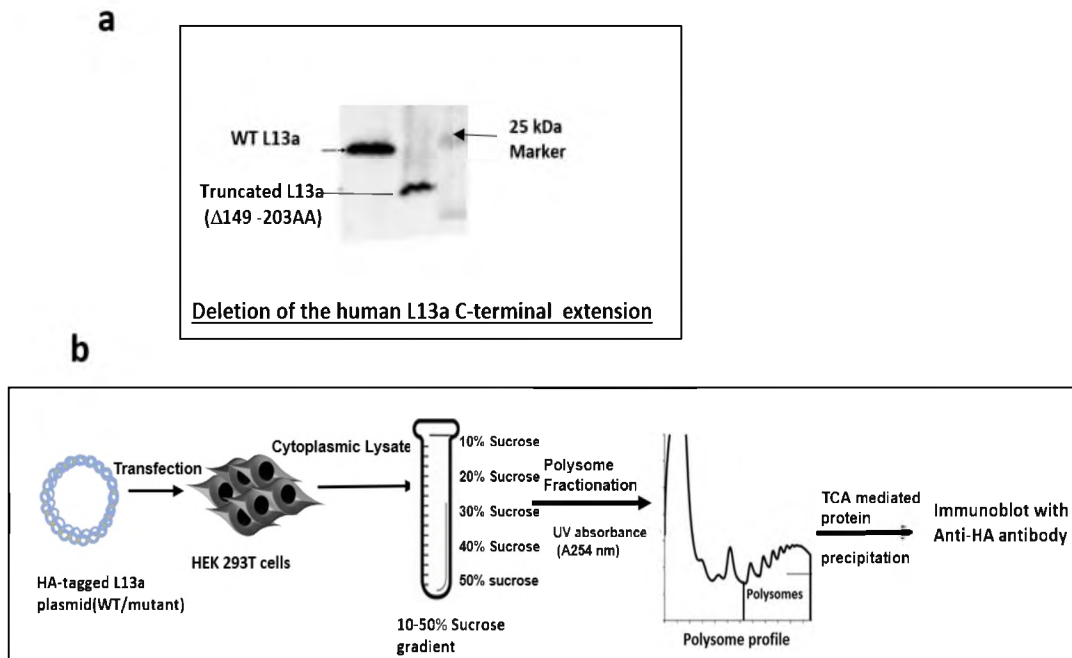 a
WT L13a
25 kDa
Marker
Truncated L13a
(Δ149 -203AA)
Deletion of the human L13a C-terminal extension
b
HA-tagged L13a
plasmid(WT/mutant)
Transfection
HEK 293T cells
Cytoplasmic Lysate
10% Sucrose
20% Sucrose
30% Sucrose
40% Sucrose
50% sucrose
10-50% Sucrose
gradient
Polysome
Fractionation
UV absorbance
(A254 nm)
Polysomes
Polysome profile
TCA mediated
protein
precipitation
Immunoblot with
Anti-HA antibody